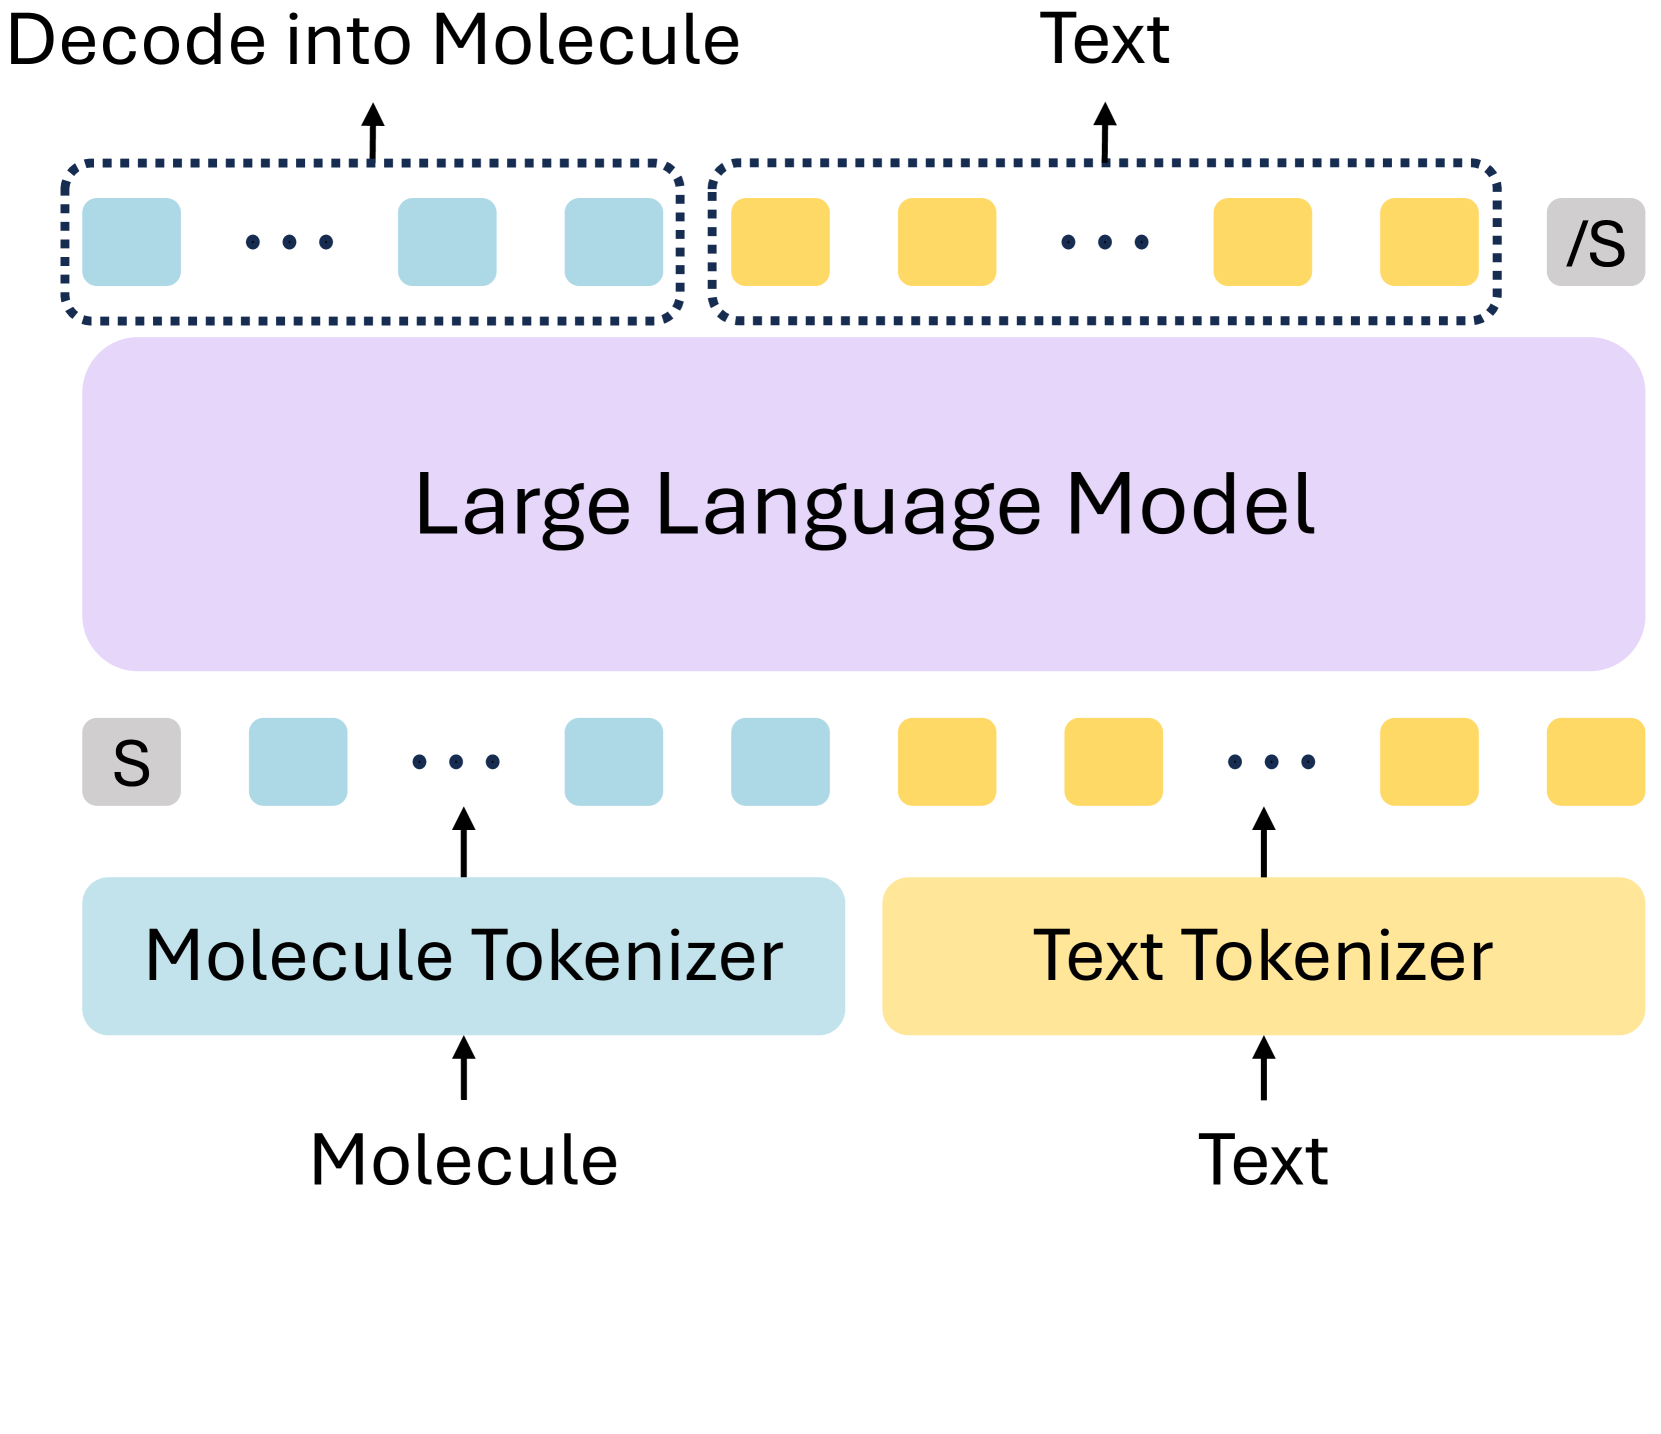 Decode into Molecule
Text
/S
Large Language Model
S
Molecule Tokenizer
Text Tokenizer
Molecule
Text